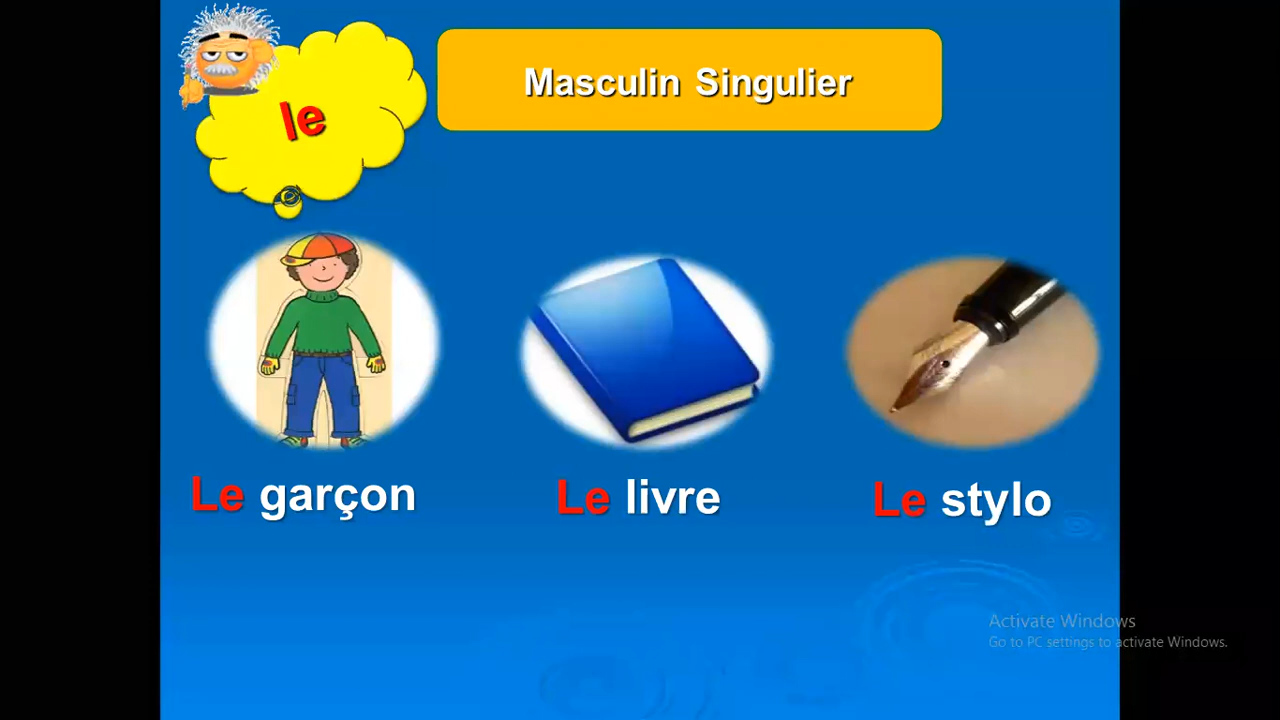 le
Masculin Singulier
Le garçon
Le livre
Le stylo
Activate Windows
Go to PC settings to activate Windows.